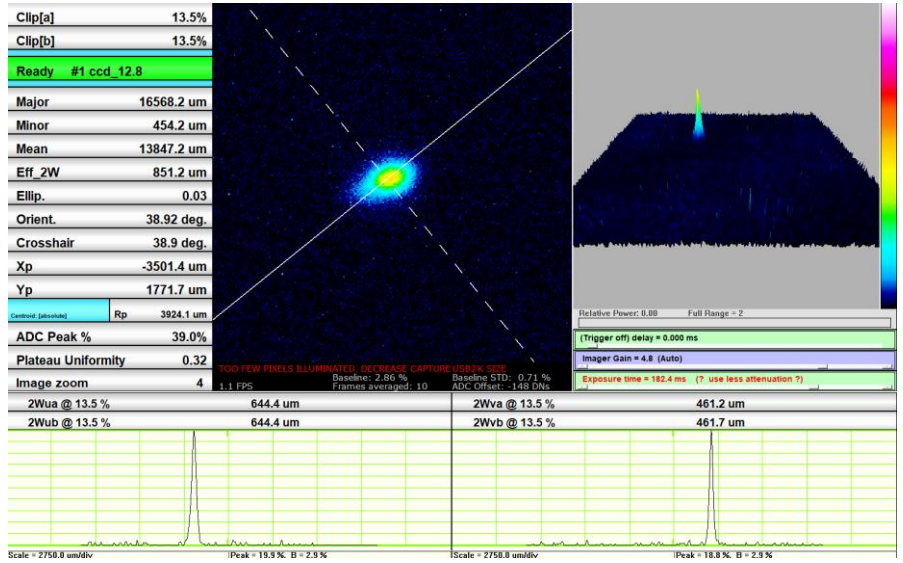 Clip[a] 13.5%
Clip[b] 13.5%
Ready #1 ccd_12.8
Major 16568.2 um
Minor 454.2 um
Mean 13847.2 um
Eff_2W 851.2 um
Ellip. 0.03
Orient. 38.92 deg.
Crosshair 38.9 deg.
Xp -3501.4 um
Yp 1771.7 um
Centroid: [absolute] Rp 3924.1 um
ADC Peak % 39.0%
Plateau Uniformity 0.32
Image zoom 4
TOO FEW PIXELS ILLUMINATED. DECREASE CAPTURE BLOCK SIZE
1.1 FPS
Baseline: 2.86 % Baseline STD: 0.71 %
Frames averaged: 10 ADC Offset: -148 DNs
Relative Power: 0.00 Full Range = 2
(Trigger off) delay = 0.000 ms
Imager Gain = 4.8 (Auto)
Exposure time = 182.4 ms (? use less attenuation ?)
2Wua @ 13.5 % 644.4 um
2Wub @ 13.5 % 644.4 um
2Wva @ 13.5 % 461.2 um
2Wvb @ 13.5 % 461.7 um
Scale = 2750.0 um/div Peak = 19.9 % B = 2.9 %
Scale = 2750.0 um/div Peak = 18.8 % B = 2.9 %